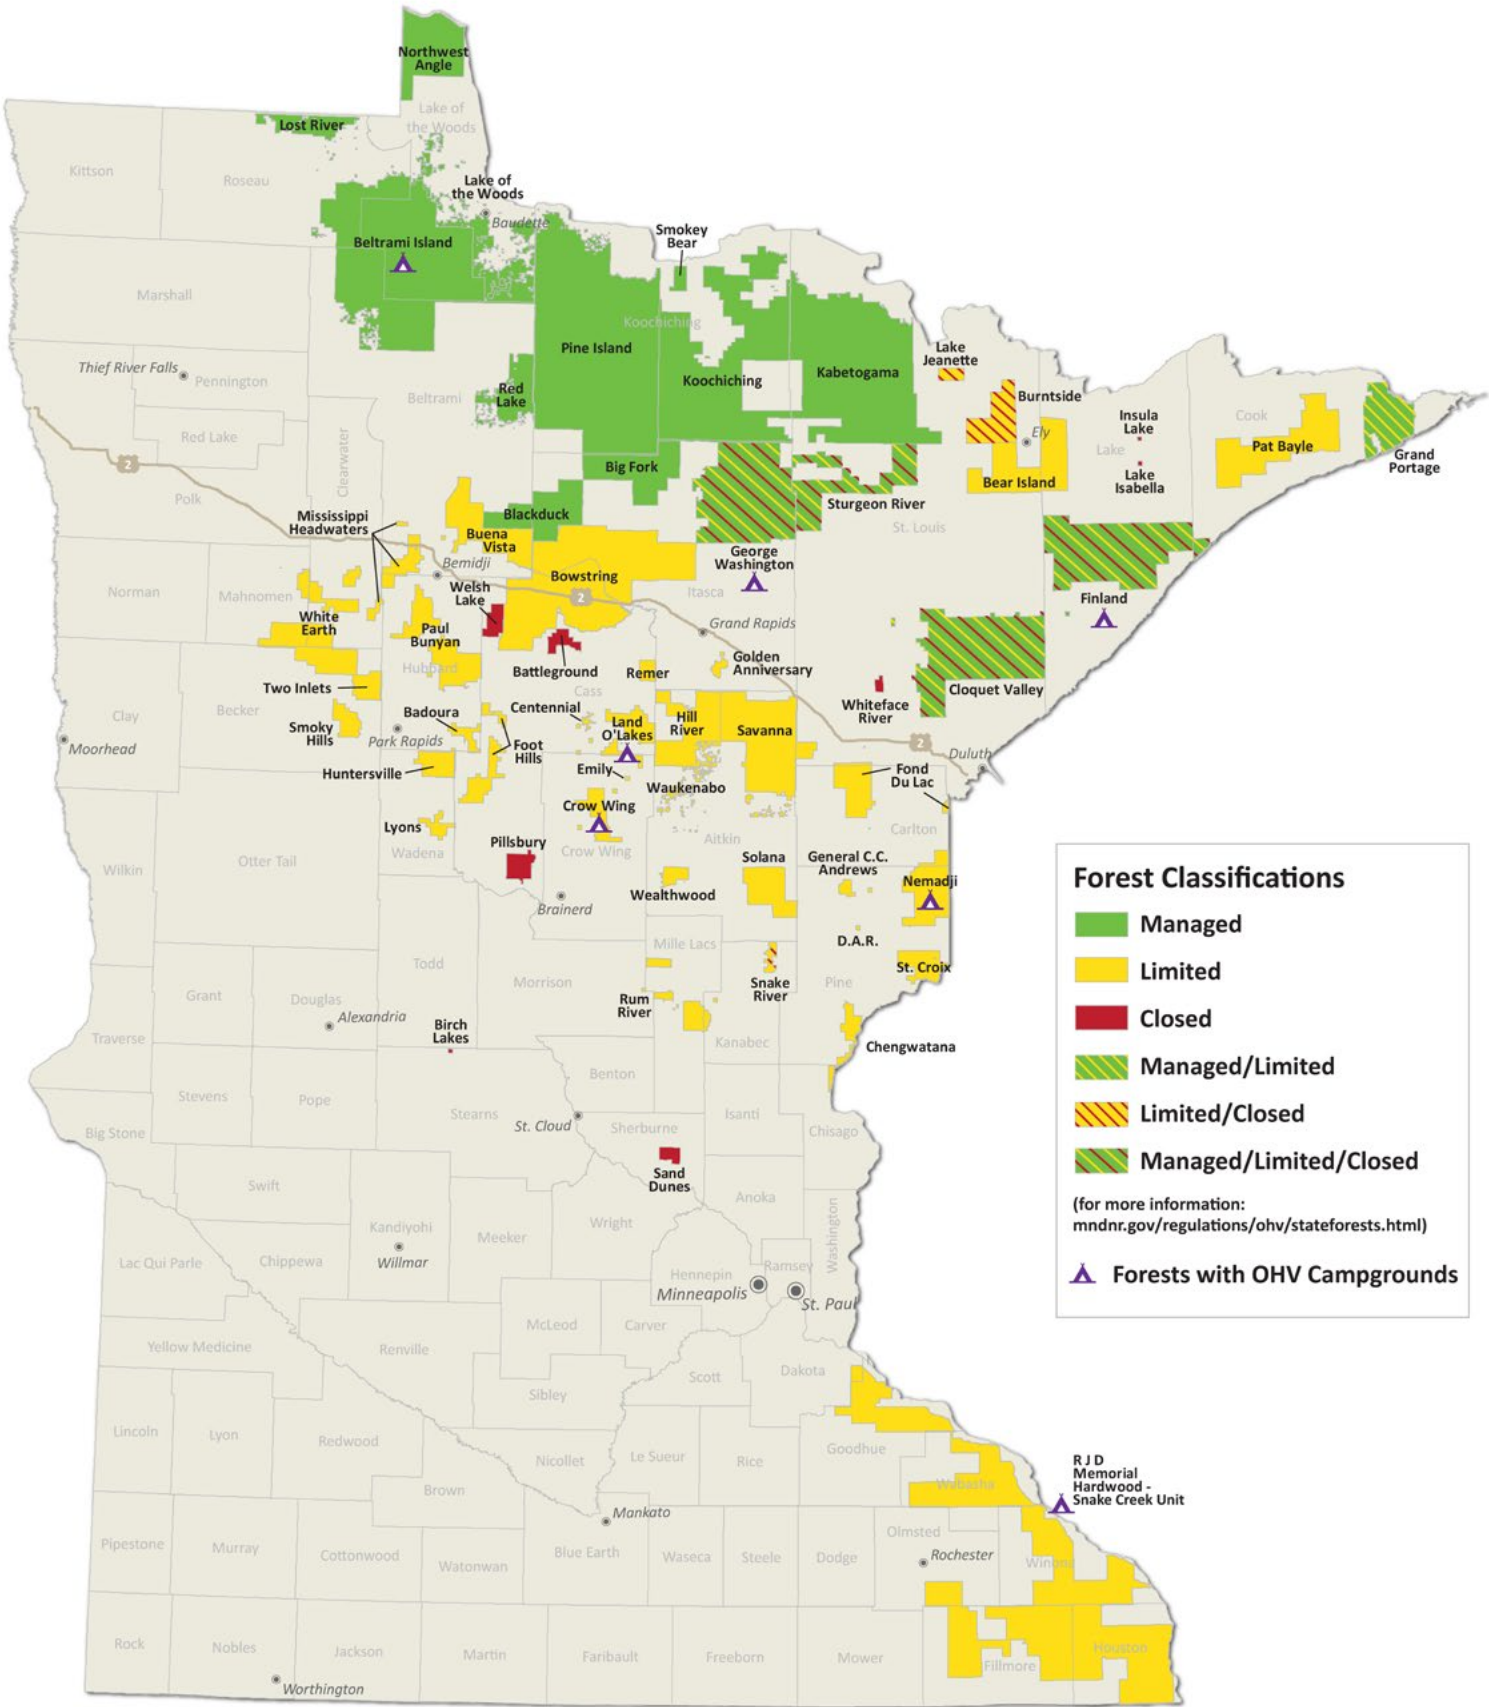 Northwest
Angle
Lake of
the Woods
Lost River
Kittson
Roseau
Lake of
the Woods
Baudette
Beltrami Island
Smokey
Bear
Marshall
Koochiching
Pine Island
Lake
Jeanette
Thief River Falls
Pennington
Red
Lake
Koochiching
Kabetogama
Beltrami
Burntside
Insula
Lake
Cook
Ely
Red Lake
Clearwater
Lake
Pat Bayle
2
Big Fork
Grand
Portage
Lake
Isabella
Bear Island
Polk
Blackduck
Sturgeon River
St. Louis
Mississippi
Headwaters
Buena
Vista
Bemidji
George
Washington
Bowstring
Norman
Mahnomen
Welsh
Lake
2
Itasca
Finland
White
Earth
Paul
Bunyan
Grand Rapids
Hubbard
Battleground
Remer
Golden
Anniversary
Two Inlets
Cass
Cloquet Valley
Clay
Becker
Badoura
Centennial
Land
O'Lakes
Hill
River
Savanna
Whiteface
River
Smoky
Hills
Park Rapids
Moorhead
Foot
Hills
2
Duluth
Huntersville
Emily
Waukenabo
Fond
Du Lac
Crow Wing
Lyons
Carlton
Pillsbury
Aitkin
Wadena
Crow Wing
Otter Tail
Wilkin
Solana
General C.C.
Andrews
Nemadji
Wealthwood
Brainerd
D.A.R.
Mille Lacs
Todd
St. Croix
Morrison
Snake
River
Pine
Grant
Douglas
Rum
River
Alexandria
Birch
Lakes
Traverse
Kanabec
Chengwatana
Benton
Stevens
Pope
Stearns
Isanti
St. Cloud
Sherburne
Chisago
Big Stone
Sand
Dunes
Swift
Anoka
Washington
Kandiyohi
Wright
Meeker
Lac Qui Parle
Chippewa
Willmar
Hennepin
Ramsey
Minneapolis
St. Paul
McLeod
Carver
Yellow Medicine
Renville
Scott
Dakota
Sibley
Lincoln
Lyon
Redwood
Goodhue
Nicollet
Le Sueur
Rice
Wabasha
Brown
R J D
Memorial
Hardwood -
Snake Creek Unit
Mankato
Olmsted
Pipestone
Murray
Cottonwood
Watonwan
Blue Earth
Waseca
Steele
Dodge
Rochester
Winona
Rock
Nobles
Jackson
Martin
Faribault
Freeborn
Mower
Fillmore
Houston
Worthington
Forest Classifications
Managed
Limited
Closed
Managed/Limited
Limited/Closed
Managed/Limited/Closed
(for more information:
mndnr.gov/regulations/ohv/stateforests.html)
Forests with OHV Campgrounds